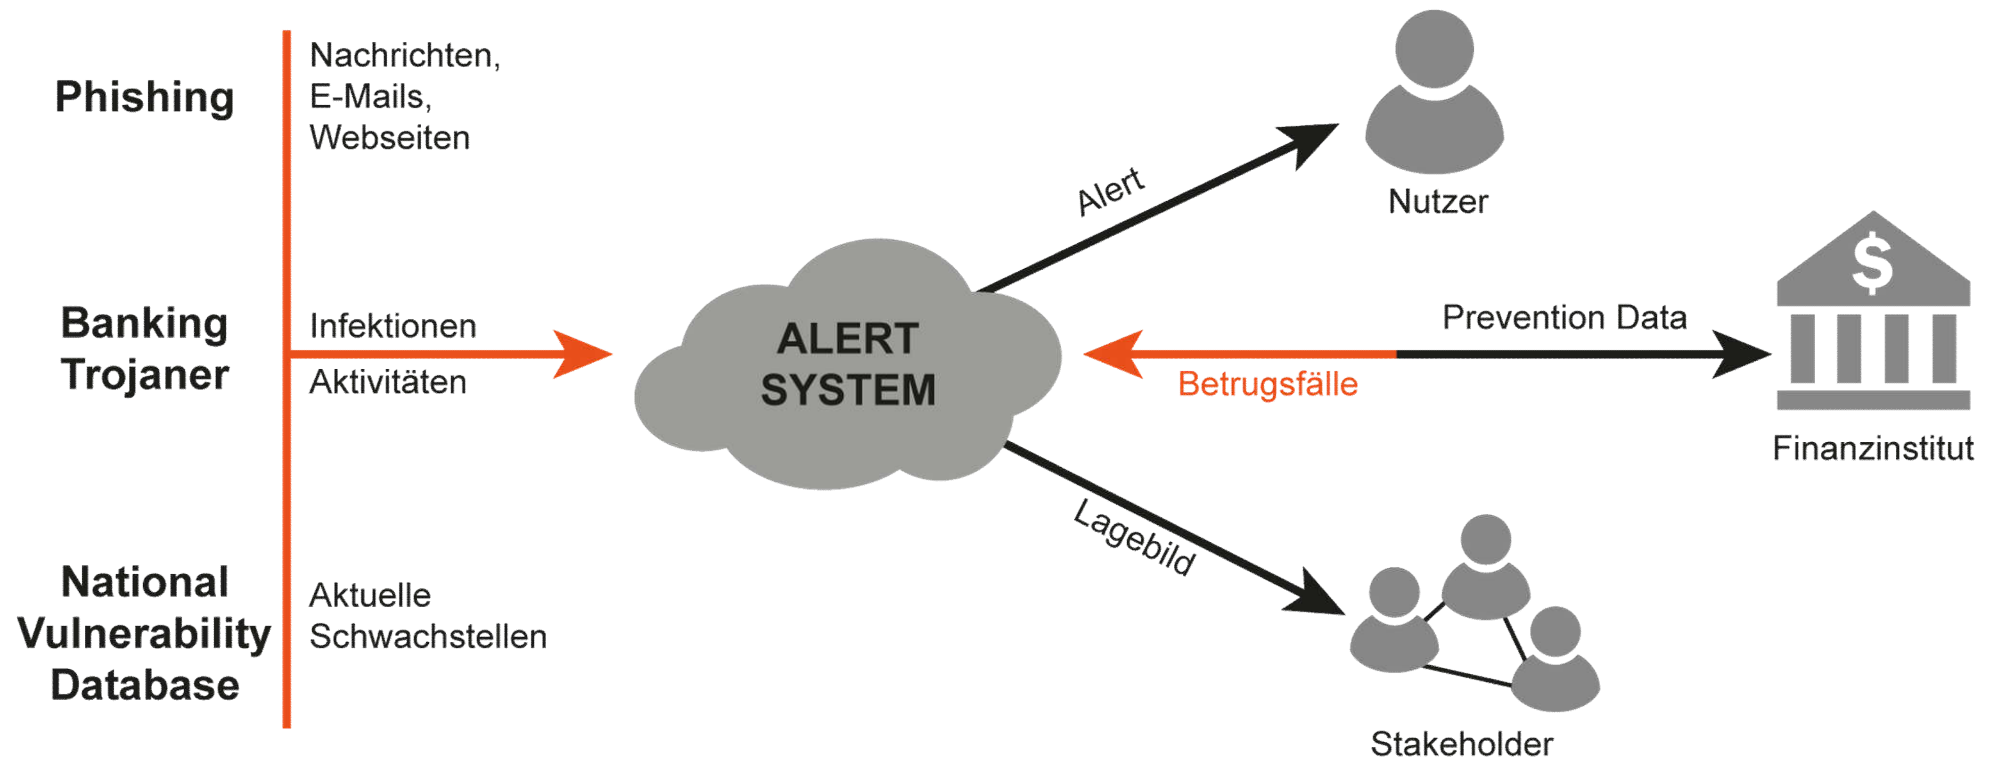 Phishing
Nachrichten,
E-Mails,
Webseiten
Banking
Trojaner
Infektionen
Aktivitäten
National
Vulnerability
Database
Aktuelle
Schwachstellen
ALERT
SYSTEM
Alert
Nutzer
Betrugsfälle
Prevention Data
$
Finanzinstitut
Lagebild
Stakeholder